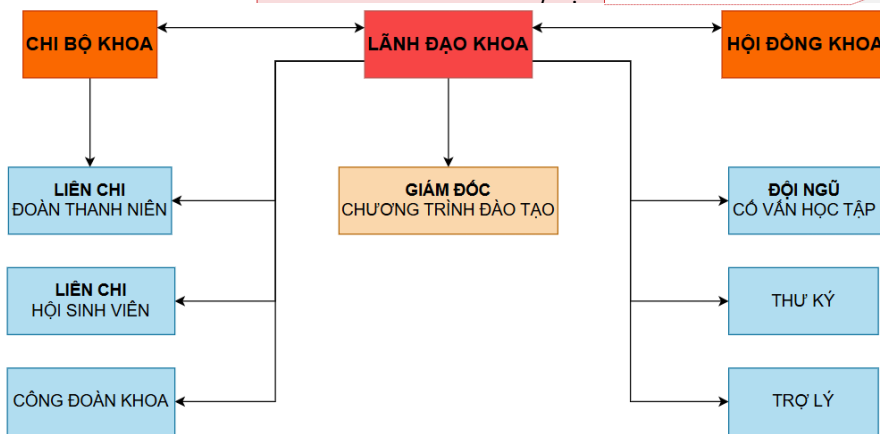 CHI BỘ KHOA
LÃNH ĐẠO KHOA
HỘI ĐỒNG KHOA
LIÊN CHI
ĐOÀN THANH NIÊN
GIÁM ĐỐC
CHƯƠNG TRÌNH ĐÀO TẠO
ĐỘI NGŨ
CỐ VẤN HỌC TẬP
LIÊN CHI
HỘI SINH VIÊN
THƯ KÝ
CÔNG ĐOÀN KHOA
TRỢ LÝ